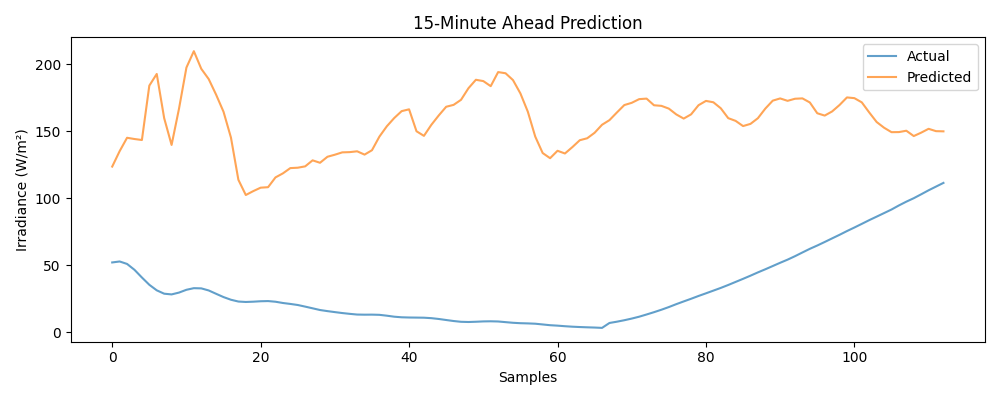 15-Minute Ahead Prediction
Actual
Predicted
Irradiance (W/m²)
200
150
100
50
0
0 20 40 60 80 100
Samples